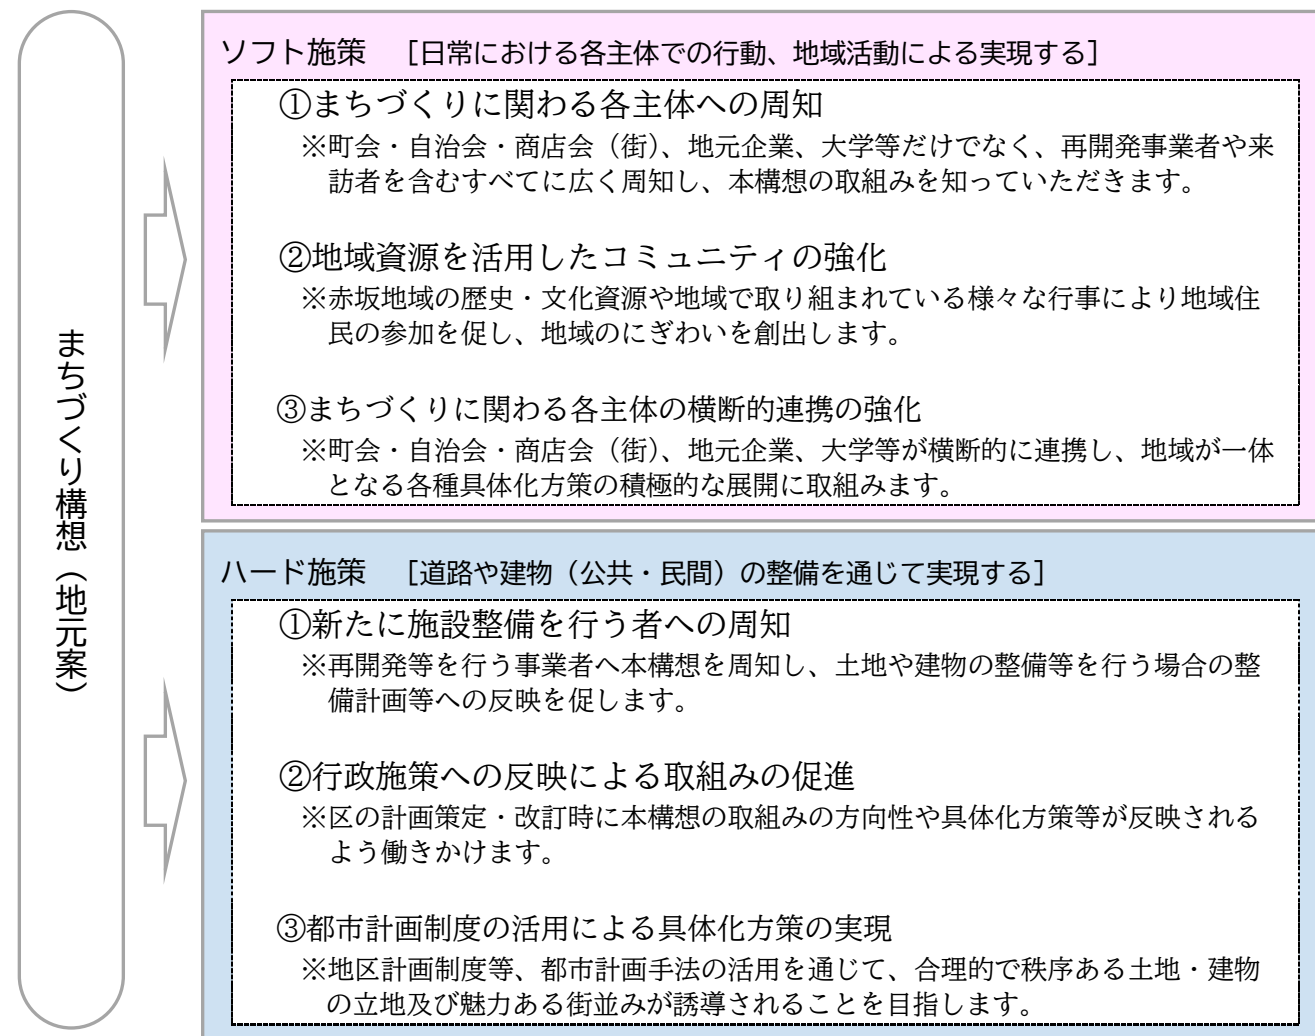 まちづくり構想（地元案）
ソフト施策　［日常における各主体での行動、地域活動による実現する］
①まちづくりに関わる各主体への周知
※町会・自治会・商店会（街）、地元企業、大学等だけでなく、再開発事業者や来
訪者を含むすべてに広く周知し、本構想の取組みを知っていただきます。
②地域資源を活用したコミュニティの強化
※赤坂地域の歴史・文化資源や地域で取り組まれている様々な行事により地域住
民の参加を促し、地域のにぎわいを創出します。
③まちづくりに関わる各主体の横断的連携の強化
※町会・自治会・商店会（街）、地元企業、大学等が横断的に連携し、地域が一体
となる各種具体化方策の積極的な展開に取組みます。
ハード施策　［道路や建物（公共・民間）の整備を通じて実現する］
①新たに施設整備を行う者への周知
※再開発等を行う事業者へ本構想を周知し、土地や建物の整備等を行う場合の整
備計画等への反映を促します。
②行政施策への反映による取組みの促進
※区の計画策定・改訂時に本構想の取組みの方向性や具体化方策等が反映される
よう働きかけます。
③都市計画制度の活用による具体化方策の実現
※地区計画制度等、都市計画手法の活用を通じて、合理的で秩序ある土地・建物
の立地及び魅力ある街並みが誘導されることを目指します。